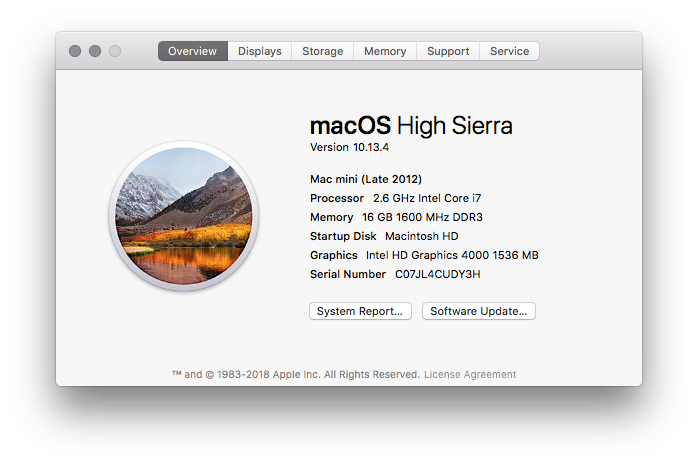 Overview Displays Storage Memory Support Service
macOS High Sierra
Version 10.13.4
Mac mini (Late 2012)
Processor 2.6 GHz Intel Core i7
Memory 16 GB 1600 MHz DDR3
Startup Disk Macintosh HD
Graphics Intel HD Graphics 4000 1536 MB
Serial Number C07JL4CUDY3H
System Report... Software Update...
™ and © 1983-2018 Apple Inc. All Rights Reserved. License Agreement